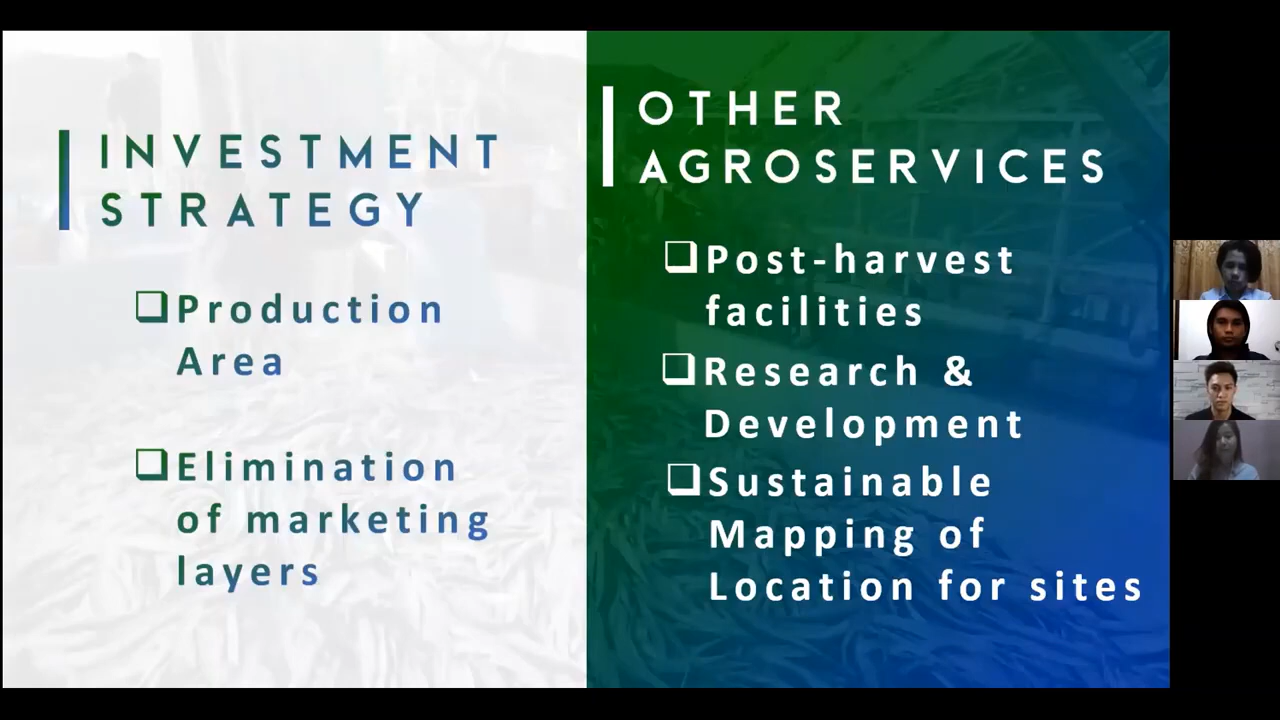 INVESTMENT
STRATEGY
❑Production
Area
❑Elimination
of marketing
layers
OTHER
AGROSERVICES
❑Post-harvest
facilities
❑Research &
Development
❑Sustainable
Mapping of
Location for sites